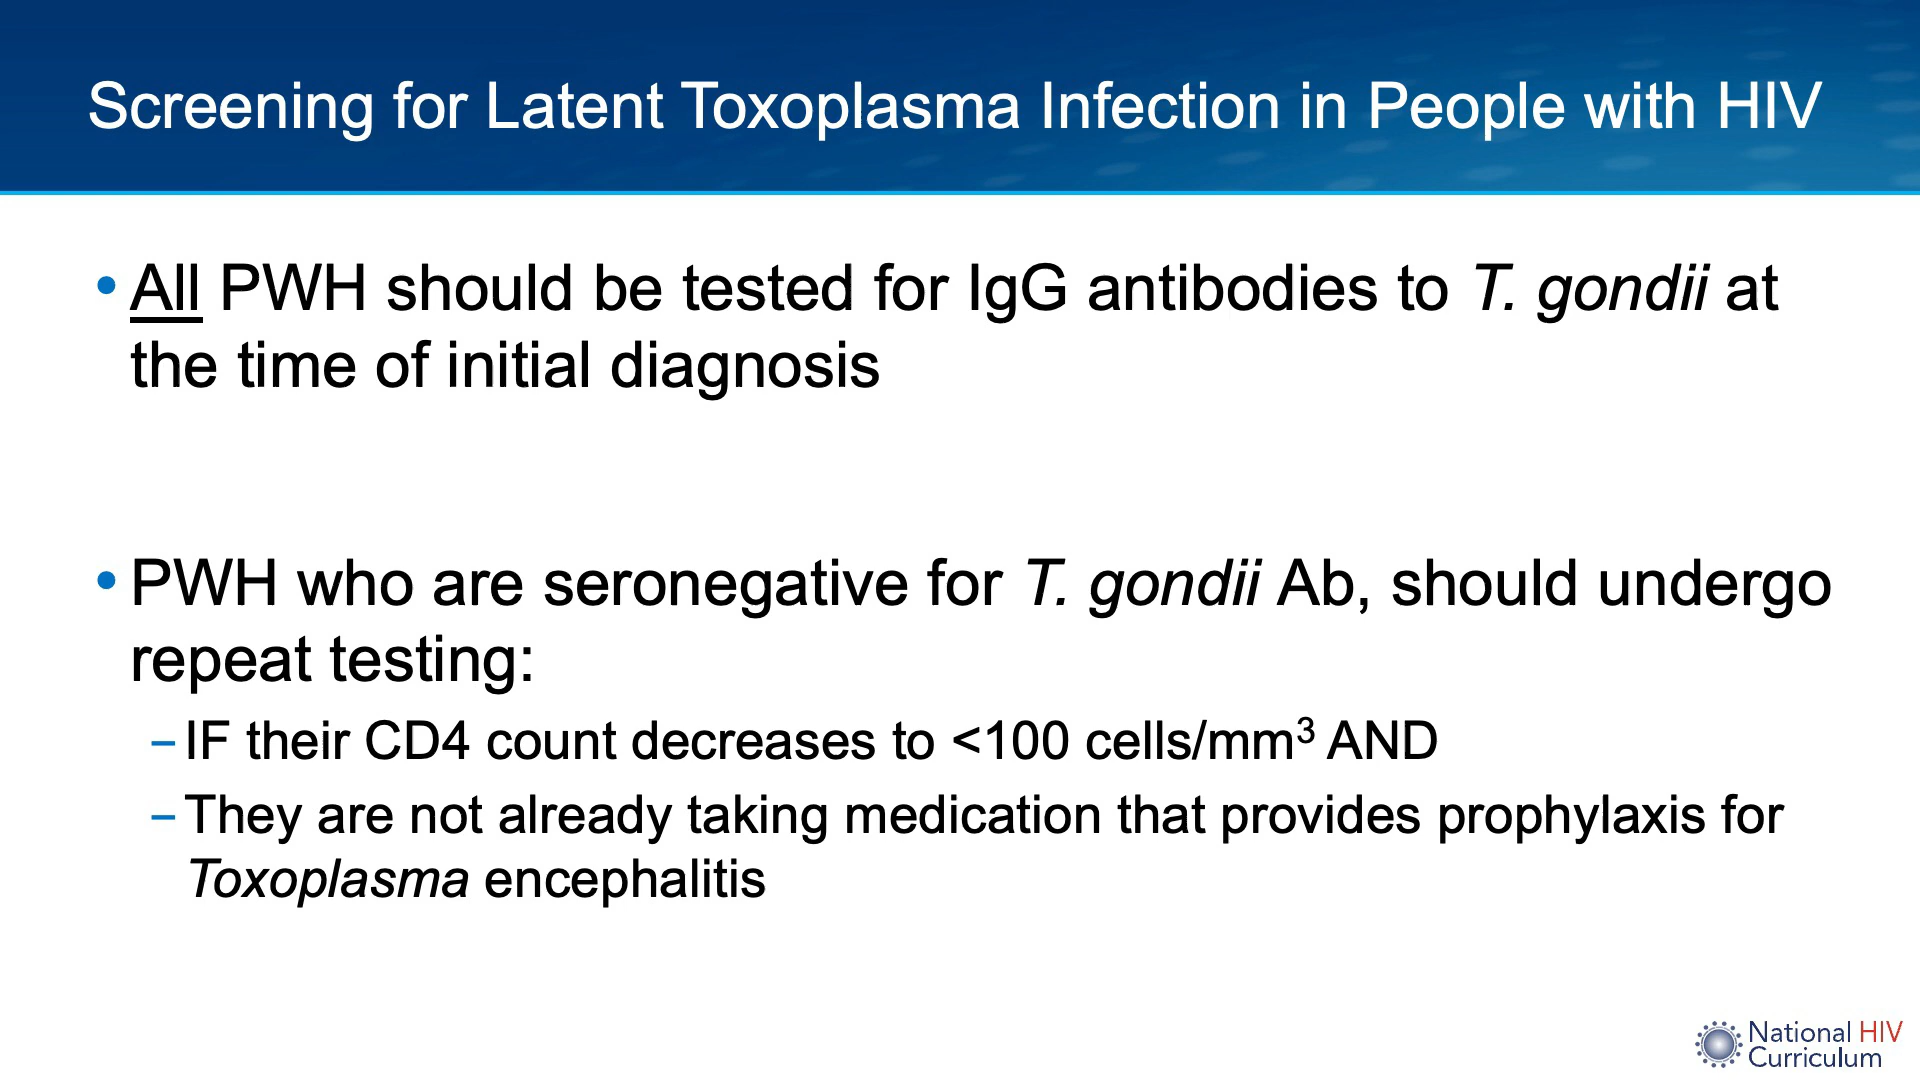 Screening for Latent Toxoplasma Infection in People with HIV
• All PWH should be tested for IgG antibodies to T. gondii at
the time of initial diagnosis
• PWH who are seronegative for T. gondii Ab, should undergo
repeat testing:
– IF their CD4 count decreases to <100 cells/mm³ AND
– They are not already taking medication that provides prophylaxis for
Toxoplasma encephalitis
National HIV
Curriculum